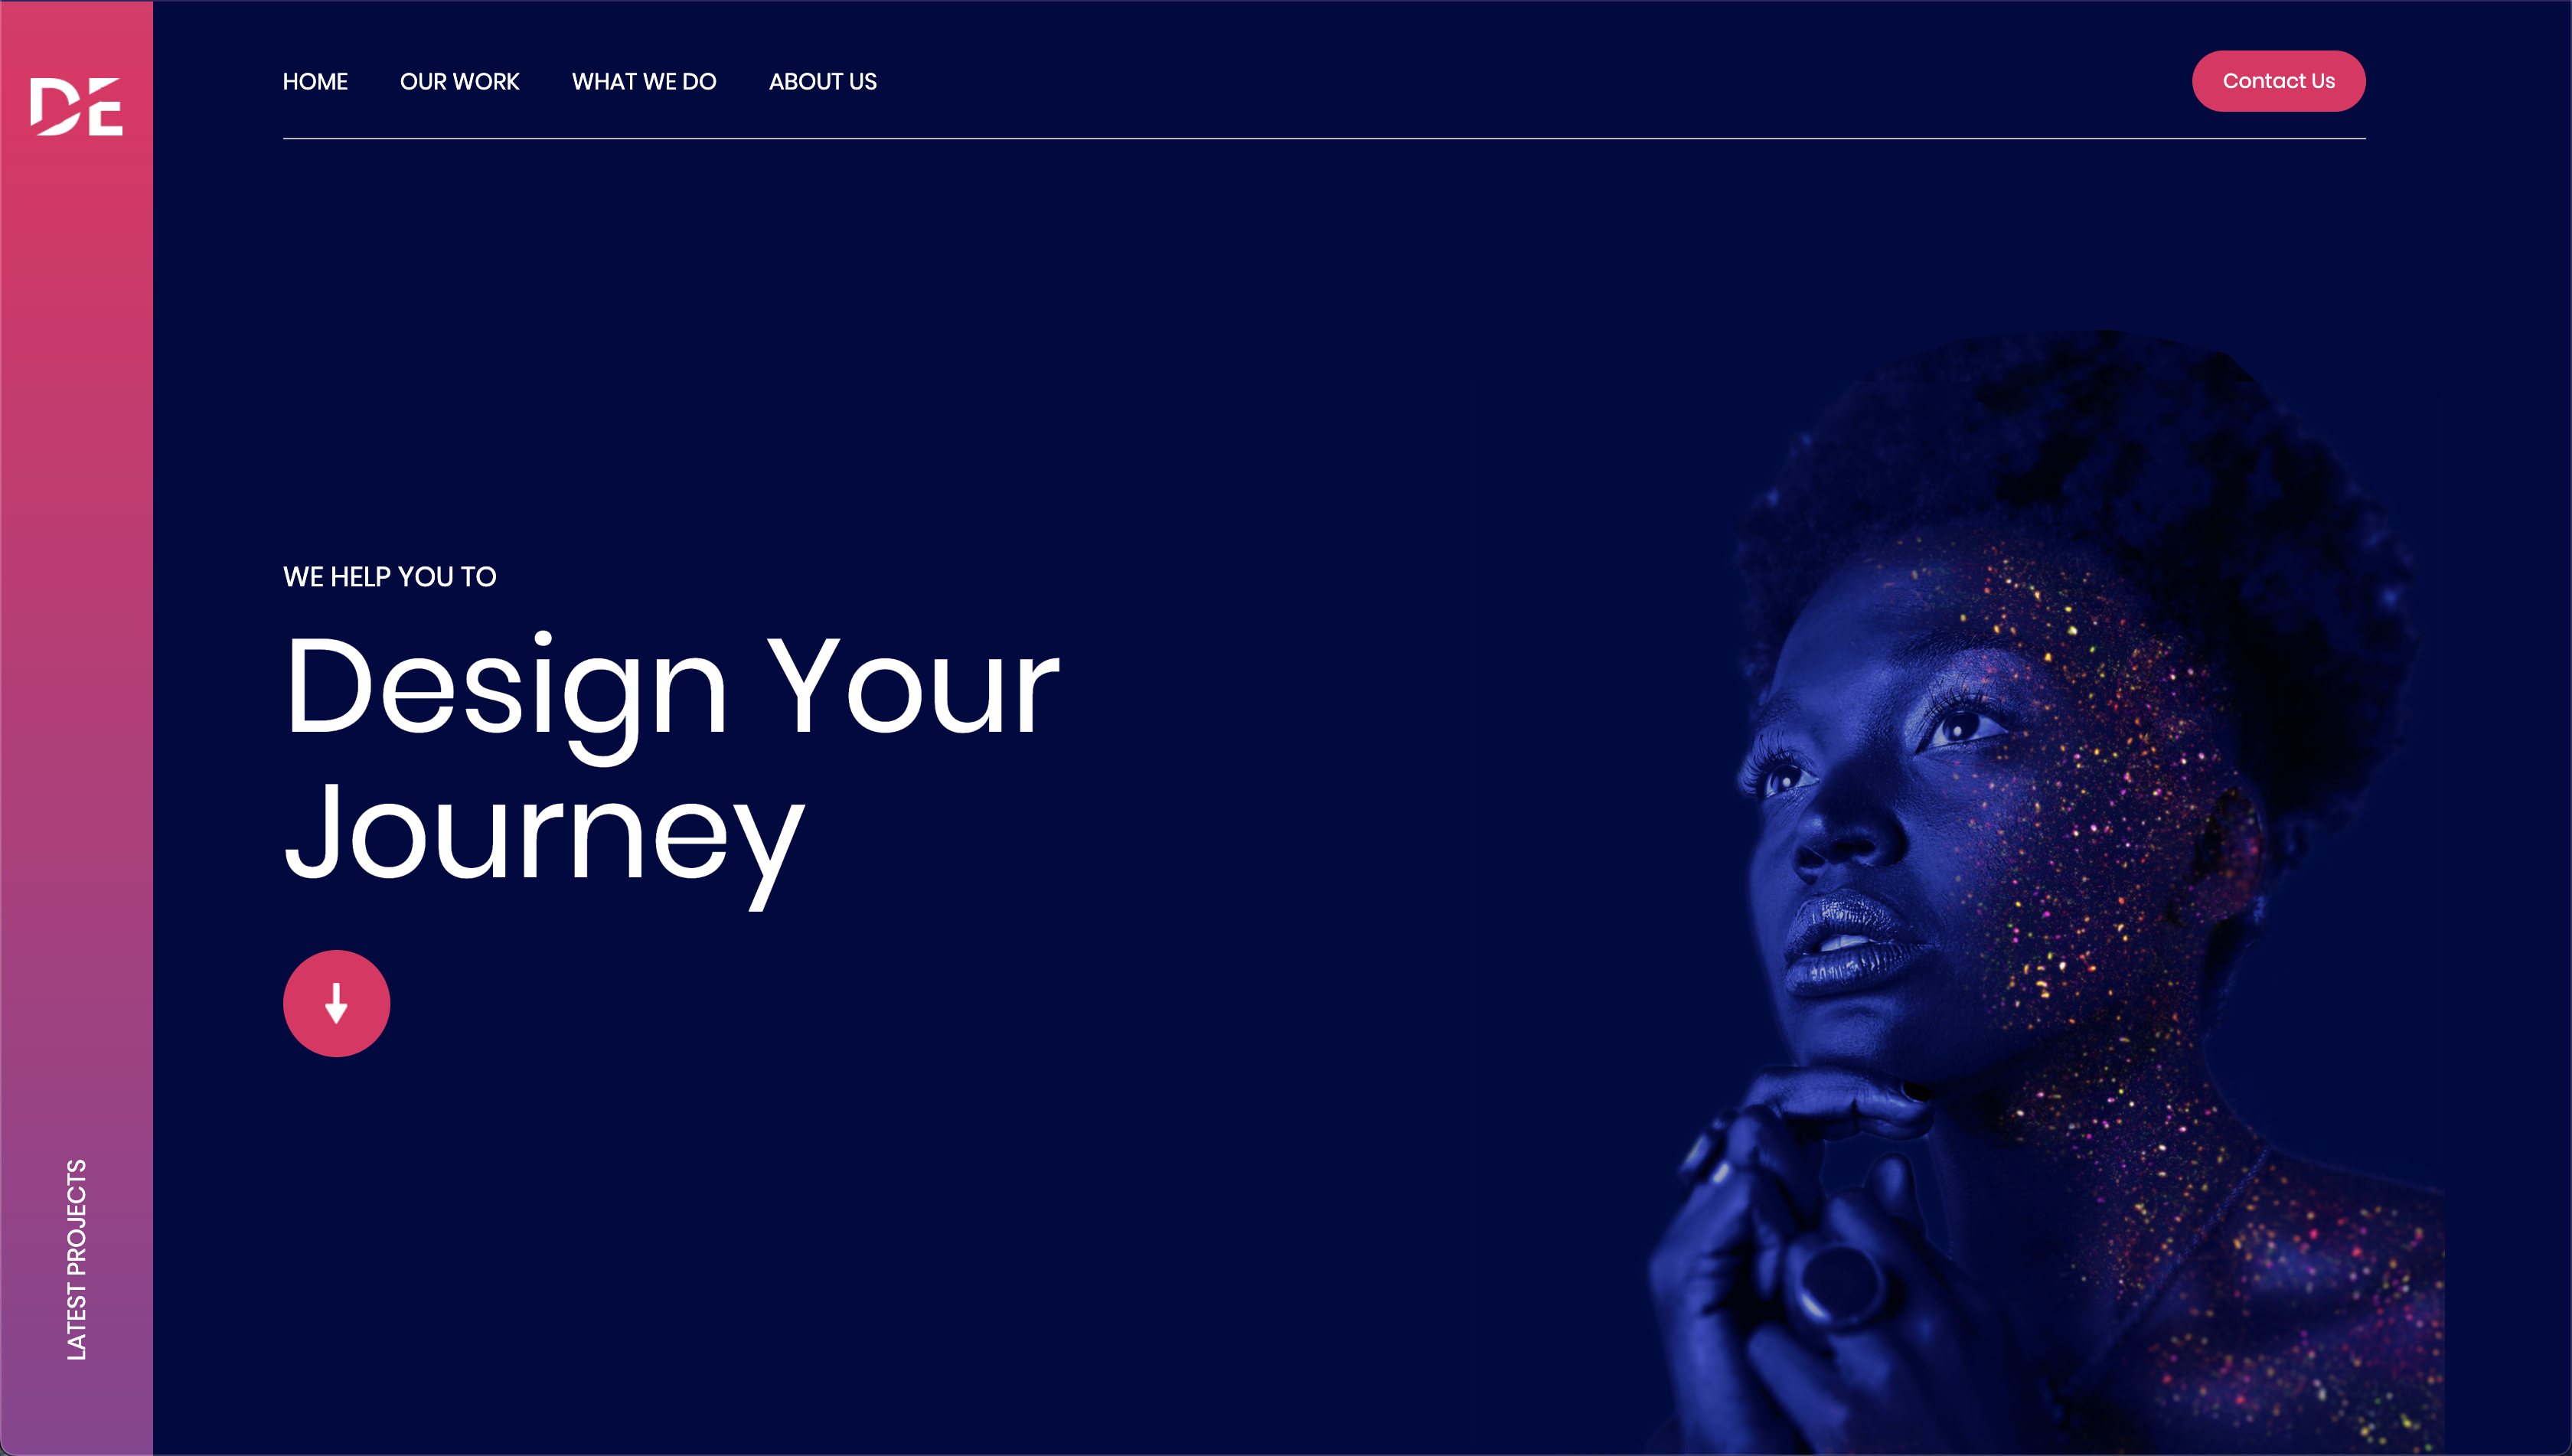 DE
HOME
OUR WORK
WHAT WE DO
ABOUT US
Contact Us
WE HELP YOU TO
Design Your
Journey
LATEST PROJECTS